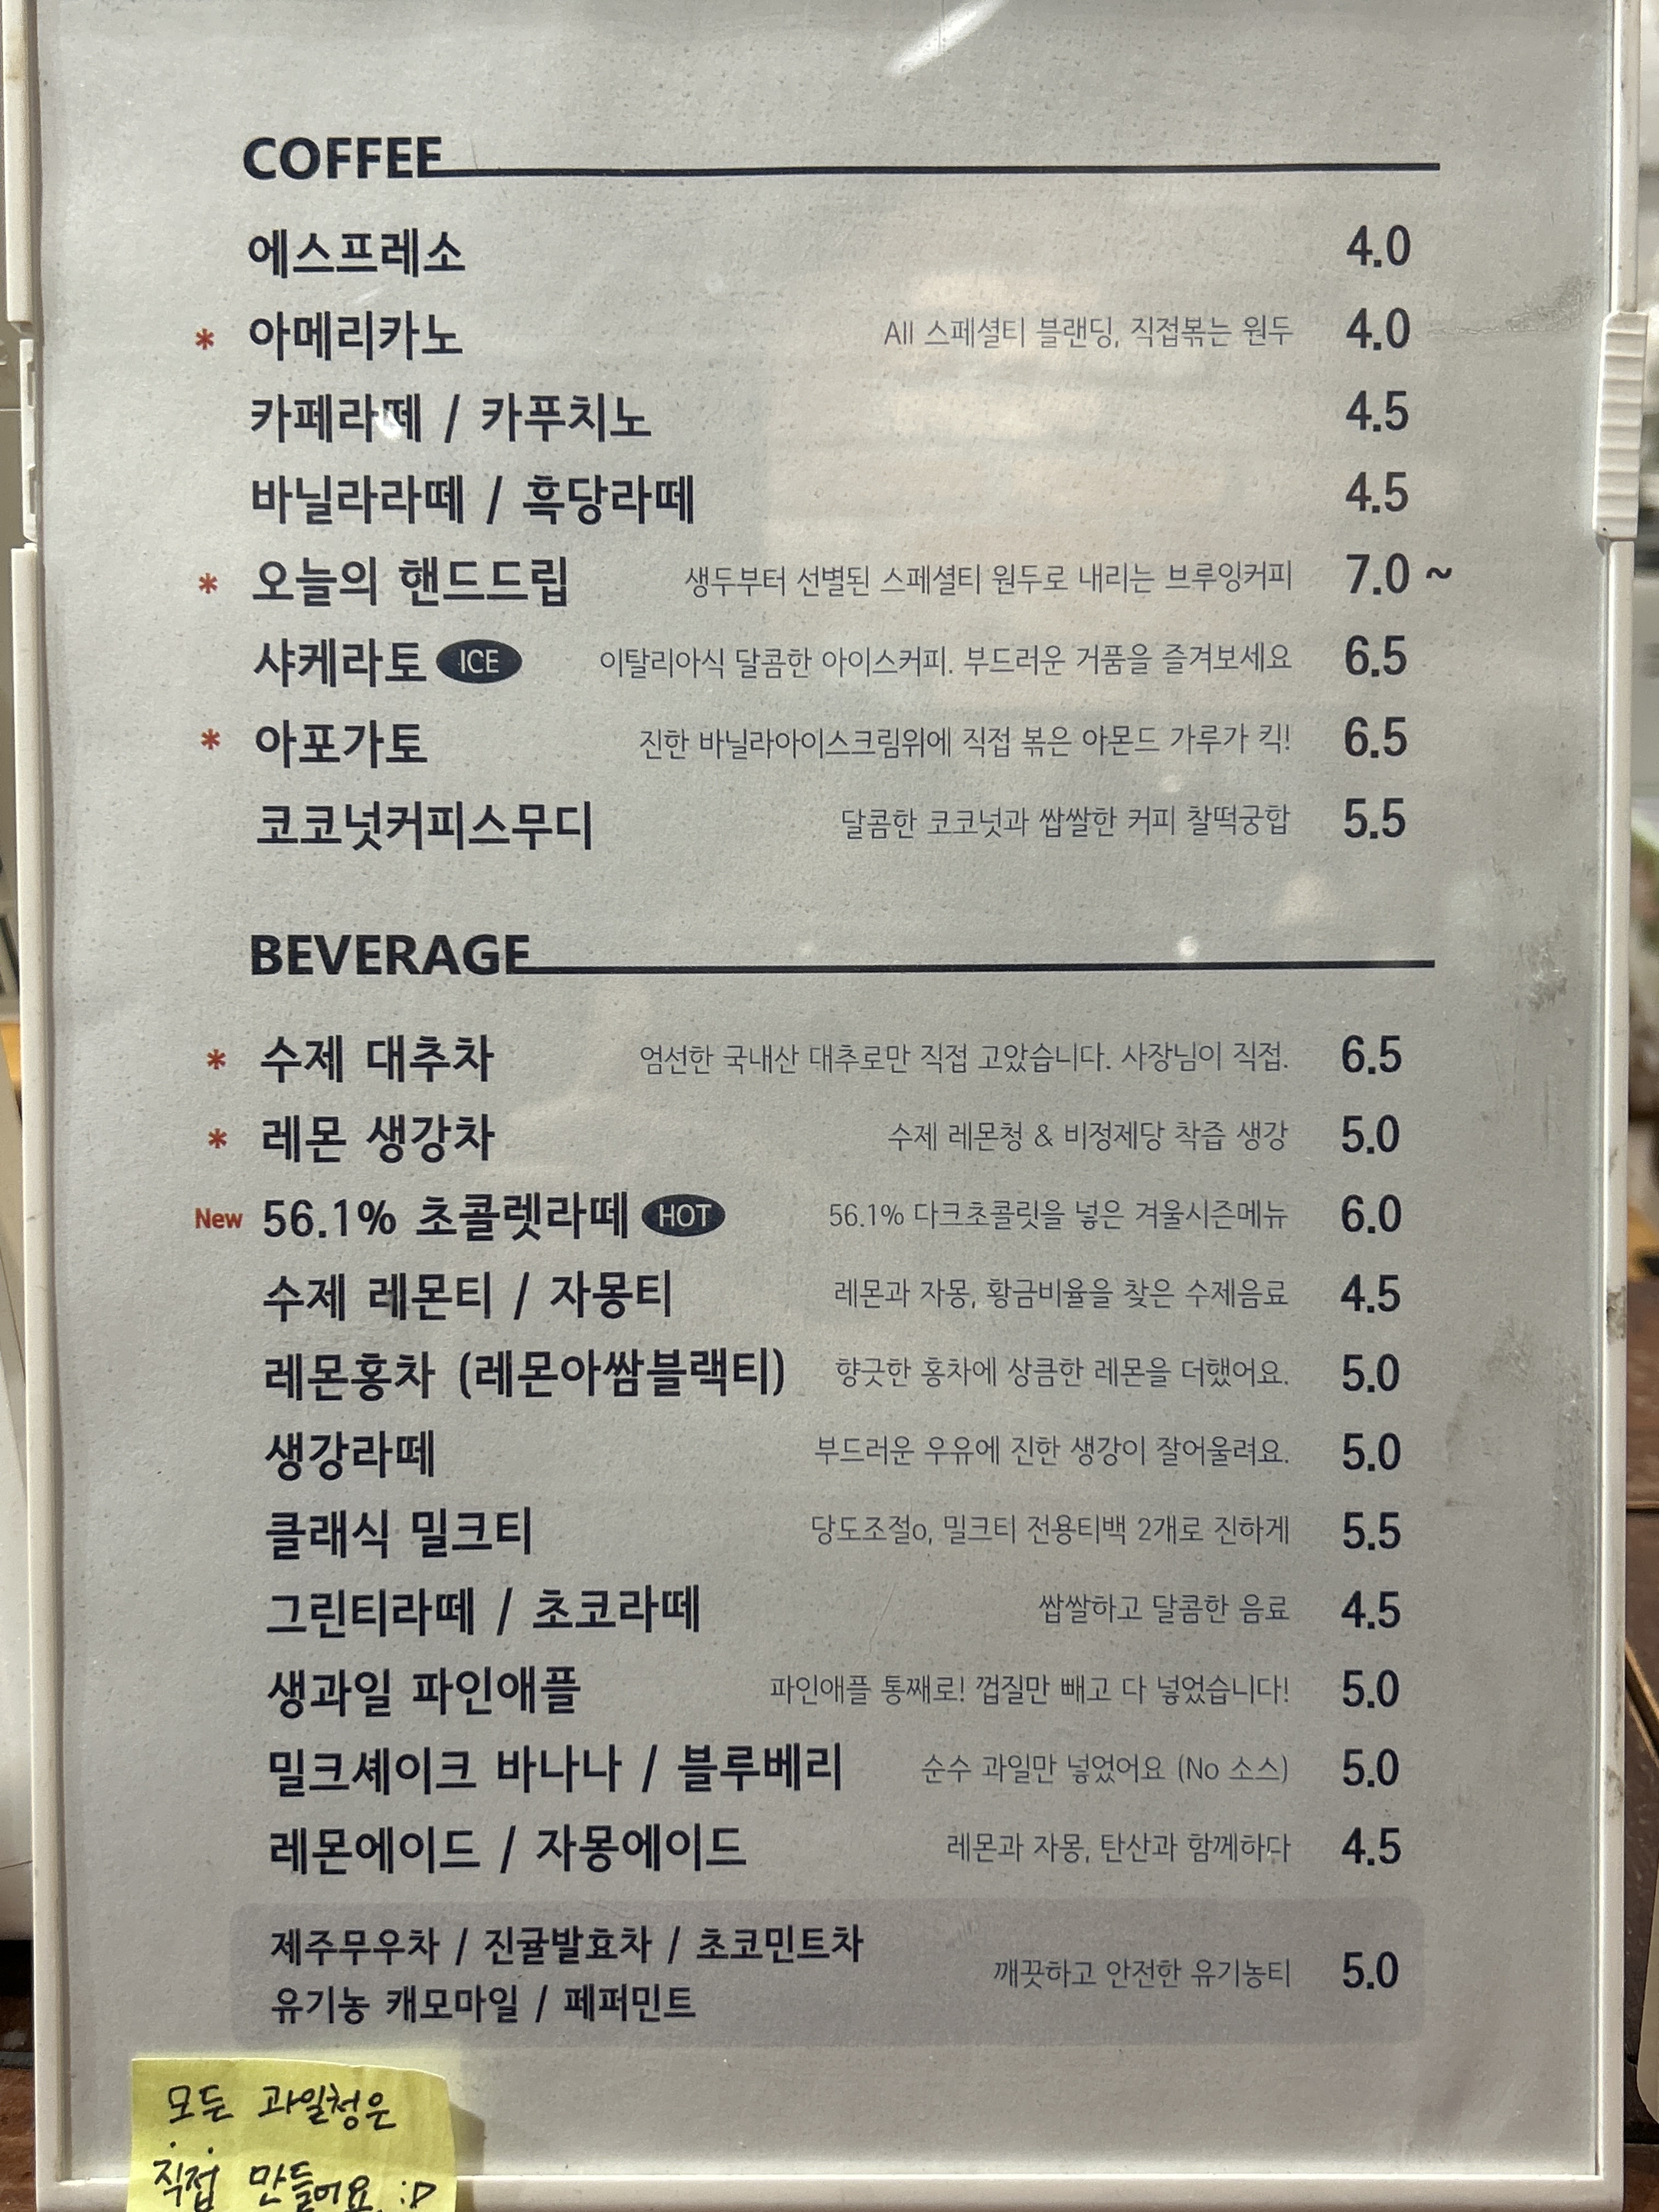 COFFEE
에스프레소 4.0
* 아메리카노 All 스페셜티 블랜딩, 직접볶는 원두 4.0
카페라떼 / 카푸치노 4.5
바닐라라떼 / 흑당라떼 4.5
* 오늘의 핸드드립 생두부터 선별된 스페셜티 원두로 내리는 브루잉커피 7.0 ~
샤케라토 ICE 이탈리아식 달콤한 아이스커피. 부드러운 거품을 즐겨보세요 6.5
* 아포가토 진한 바닐라아이스크림위에 직접 볶은 아몬드 가루가 킥! 6.5
코코넛커피스무디 달콤한 코코넛과 쌉쌀한 커피 찰떡궁합 5.5
BEVERAGE
* 수제 대추차 엄선한 국내산 대추로만 직접 고았습니다. 사장님이 직접. 6.5
* 레몬 생강차 수제 레몬청 & 비정제당 착즙 생강 5.0
New 56.1% 초콜렛라떼 HOT 56.1% 다크초콜릿을 넣은 겨울시즌메뉴 6.0
수제 레몬티 / 자몽티 레몬과 자몽, 황금비율을 찾은 수제음료 4.5
레몬홍차 (레몬아쌈블랙티) 향긋한 홍차에 상큼한 레몬을 더했어요. 5.0
생강라떼 부드러운 우유에 진한 생강이 잘어울려요. 5.0
클래식 밀크티 당도조절o, 밀크티 전용티백 2개로 진하게 5.5
그린티라떼 / 초코라떼 쌉쌀하고 달콤한 음료 4.5
생과일 파인애플 파인애플 통째로! 껍질만 빼고 다 넣었습니다! 5.0
밀크셰이크 바나나 / 블루베리 순수 과일만 넣었어요 (No 소스) 5.0
레몬에이드 / 자몽에이드 레몬과 자몽, 탄산과 함께하다 4.5
제주무우차 / 진귤발효차 / 초코민트차
유기농 캐모마일 / 페퍼민트 깨끗하고 안전한 유기농티 5.0
모든 과일청은
직접 만들어요 :D